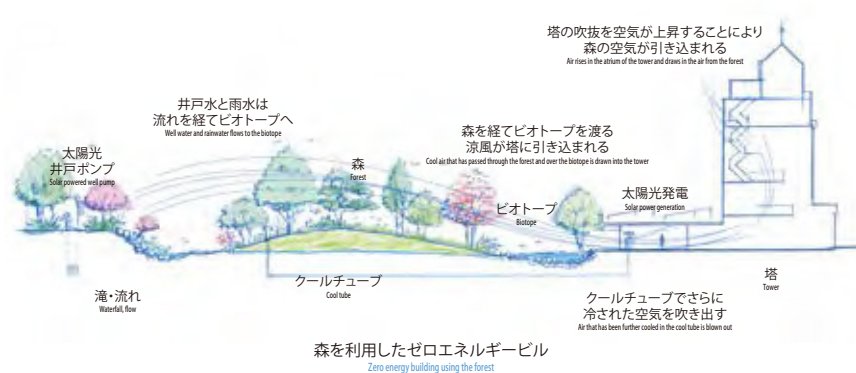 塔の吹抜を空気が上昇することにより
森の空気が引き込まれる
Air rises in the atrium of the tower and draws in the air from the forest
井戸水と雨水は
流れを経てビオトープへ
Well water and rainwater flows to the biotope
森を経てビオトープを渡る
涼風が塔に引き込まれる
Cool air that has passed through the forest and over the biotope is drawn into the tower
太陽光
井戸ポンプ
Solar powered well pump
森
Forest
ビオトープ
Biotope
太陽光発電
Solar power generation
滝・流れ
Waterfall, flow
クールチューブ
Cool tube
クールチューブでさらに
冷された空気を吹き出す
Air that has been further cooled in the cool tube is blown out
塔
Tower
森を利用したゼロエネルギービル
Zero energy building using the forest